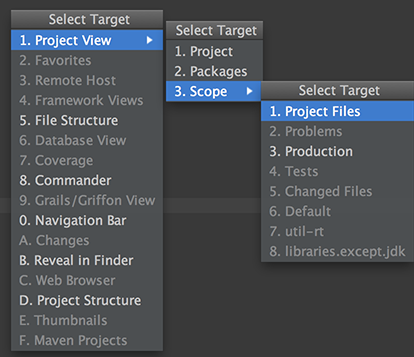 Select Target
1. Project View
2. Favorites
3. Remote Host
4. Framework Views
5. File Structure
6. Database View
7. Coverage
8. Commander
9. Grails/Griffon View
0. Navigation Bar
A. Changes
B. Reveal in Finder
C. Web Browser
D. Project Structure
E. Thumbnails
F. Maven Projects
Select Target
1. Project
2. Packages
3. Scope
Select Target
1. Project Files
2. Problems
3. Production
4. Tests
5. Changed Files
6. Default
7. util-rt
8. libraries.except.jdk